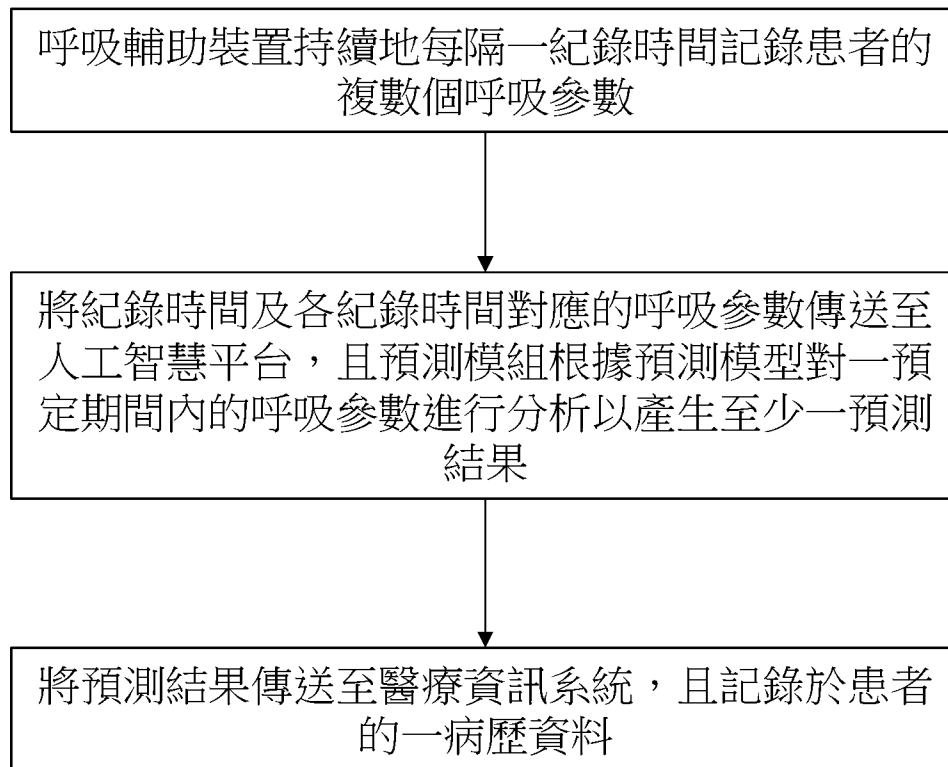 呼吸輔助裝置持續地每隔一紀錄時間記錄患者的
複數個呼吸參數
將紀錄時間及各紀錄時間對應的呼吸參數傳送至
人工智慧平台，且預測模組根據預測模型對一預
定期間內的呼吸參數進行分析以產生至少一預測
結果
將預測結果傳送至醫療資訊系統，且記錄於患者
的一病歷資料